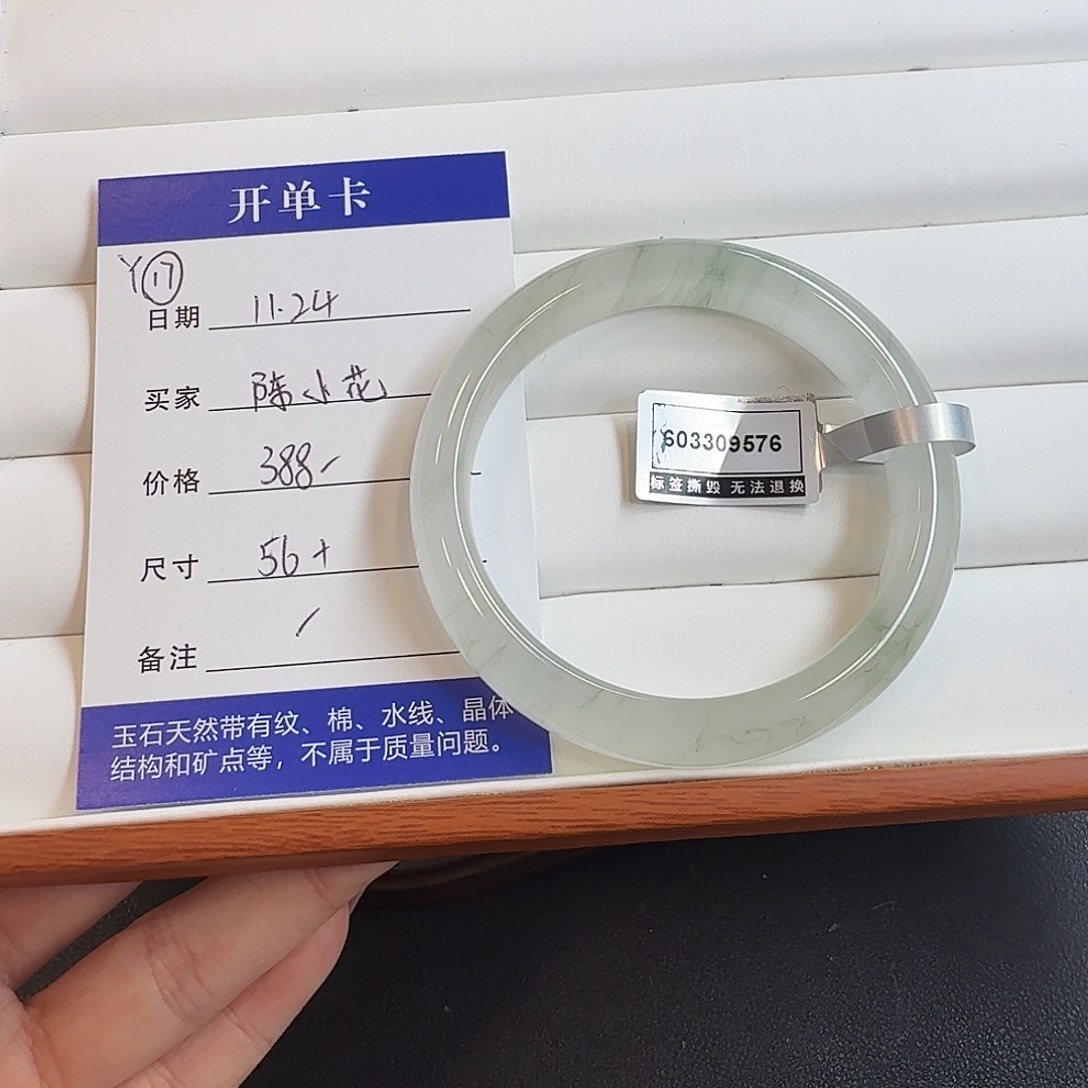 开单卡
Y⑰
日期 11.24
买家 陈小花
价格 388-
尺寸 56+
备注 /
玉石天然带有纹、棉、水线、晶体
结构和矿点等，不属于质量问题。
603309576
标签撕毁 无法退换